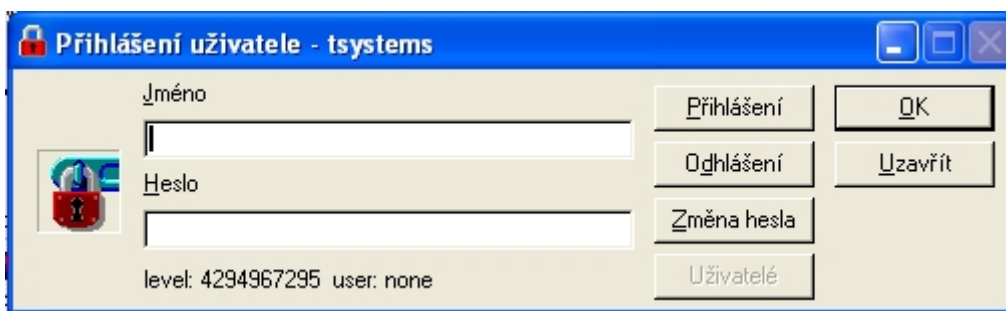 Přihlášení uživatele - tsystems
Jméno
Přihlášení
OK
Odhlášení
Uzavřít
Heslo
Změna hesla
level: 4294967295 user: none
Uživatelé